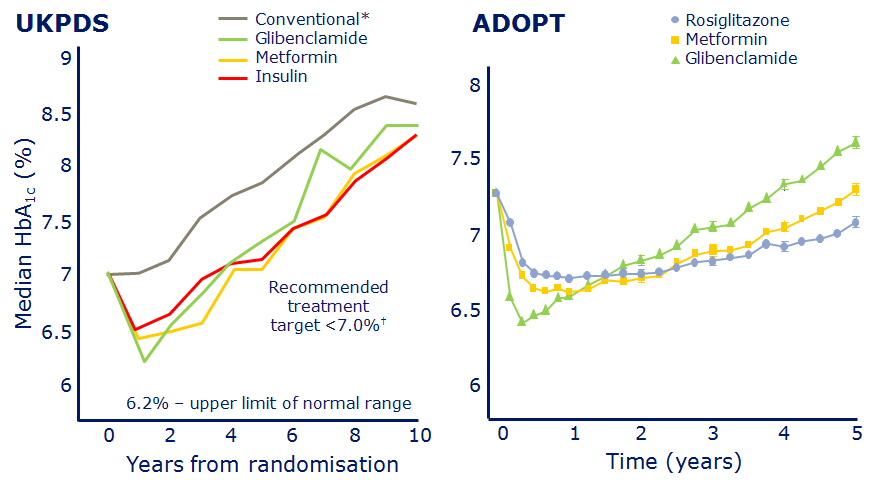 UKPDS
Conventional*
Glibenclamide
Metformin
Insulin
Median HbA1c (%)
9
8.5
8
7.5
7
6.5
6
Recommended
treatment
target <7.0%†
6.2% – upper limit of normal range
0 2 4 6 8 10
Years from randomisation
ADOPT
Rosiglitazone
Metformin
Glibenclamide
8
7.5
7
6.5
6
0 1 2 3 4 5
Time (years)